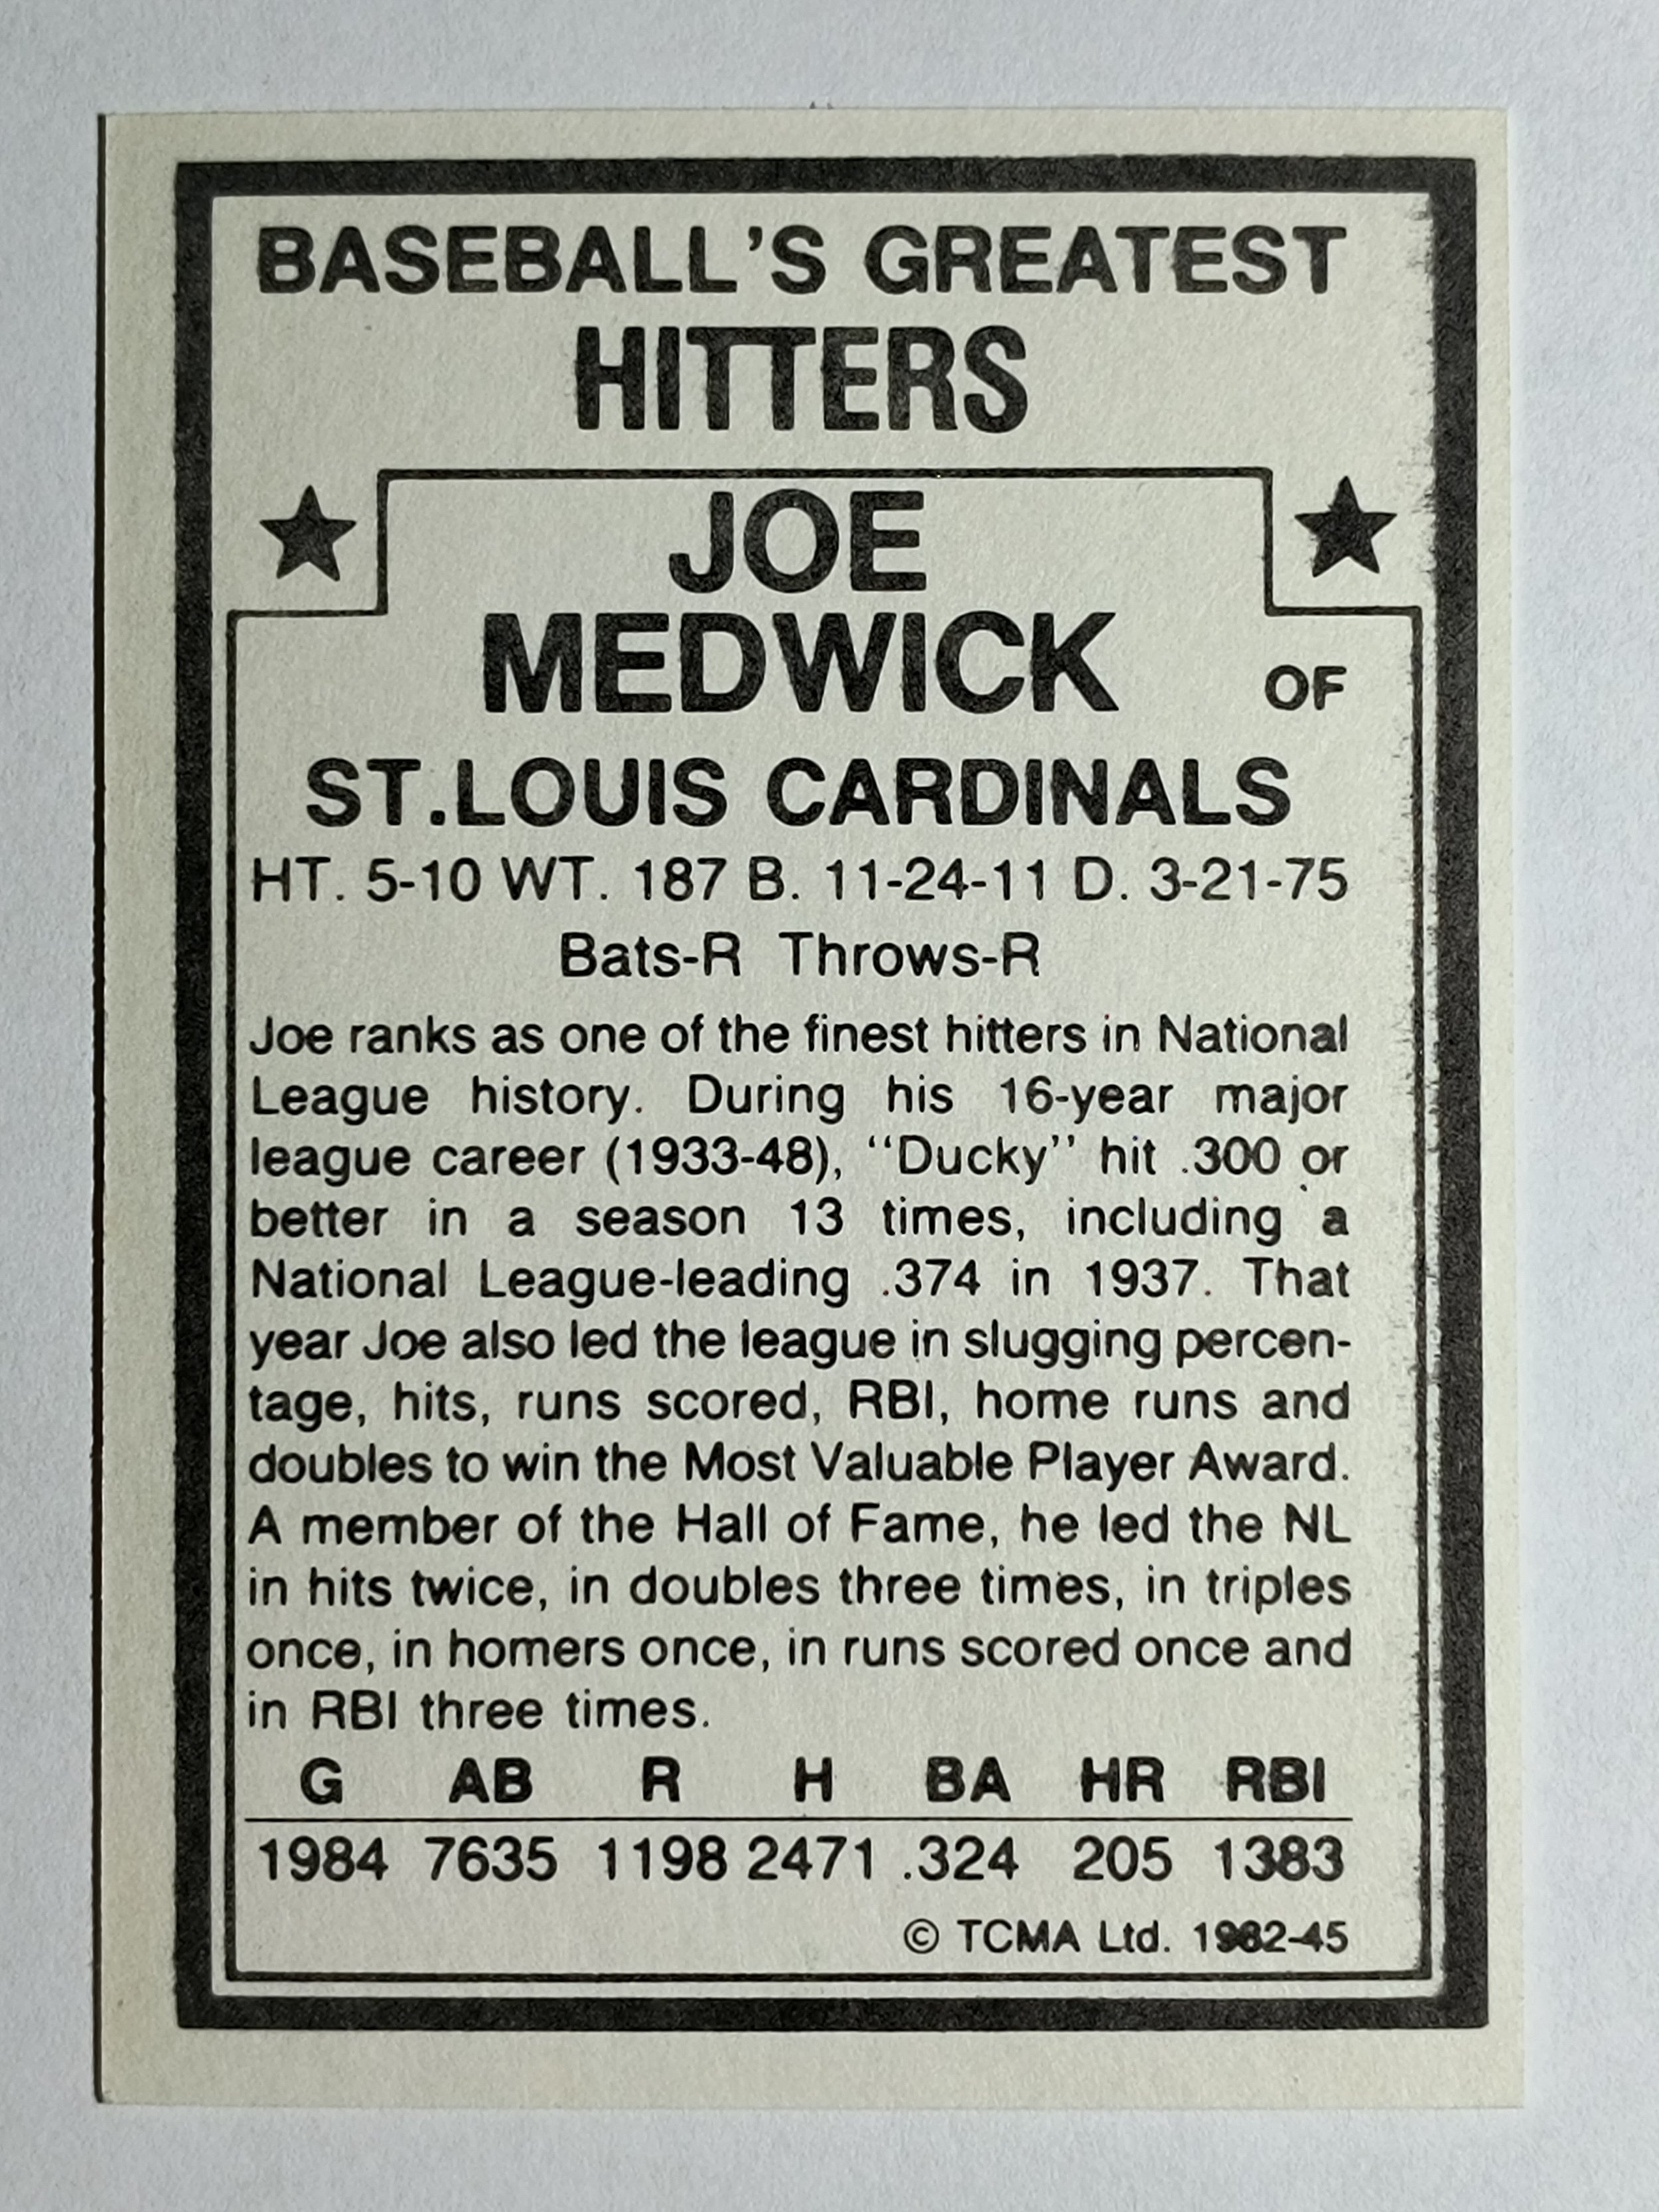 BASEBALL'S GREATEST
HITTERS
JOE
MEDWICK OF
ST.LOUIS CARDINALS
HT. 5-10 WT. 187 B. 11-24-11 D. 3-21-75
Bats-R Throws-R
Joe ranks as one of the finest hitters in National
League history. During his 16-year major
league career (1933-48), "Ducky" hit .300 or
better in a season 13 times, including a
National League-leading .374 in 1937. That
year Joe also led the league in slugging percen-
tage, hits, runs scored, RBI, home runs and
doubles to win the Most Valuable Player Award.
A member of the Hall of Fame, he led the NL
in hits twice, in doubles three times, in triples
once, in homers once, in runs scored once and
in RBI three times.
G AB R H BA HR RBI
1984 7635 1198 2471 .324 205 1383
© TCMA Ltd. 1982-45